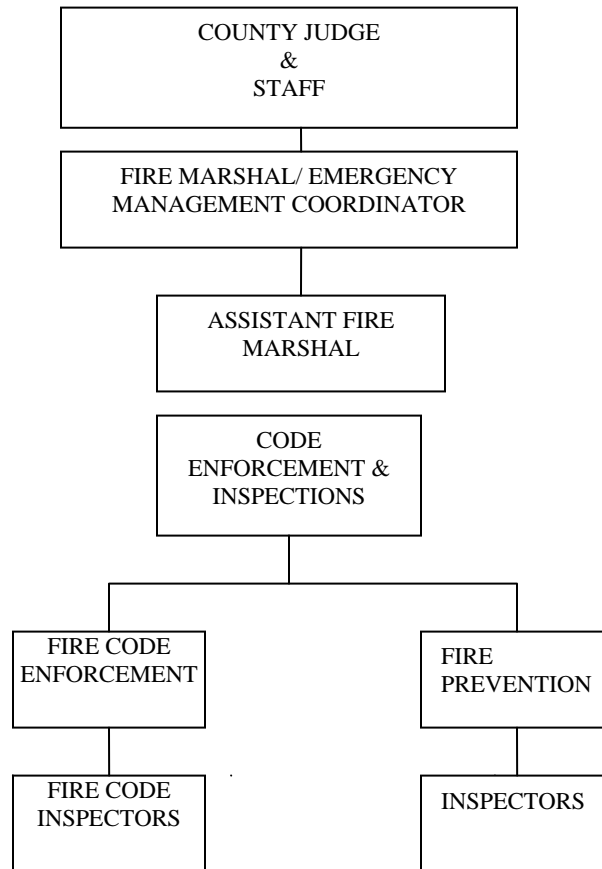 COUNTY JUDGE
&
STAFF
FIRE MARSHAL/ EMERGENCY
MANAGEMENT COORDINATOR
ASSISTANT FIRE
MARSHAL
CODE
ENFORCEMENT &
INSPECTIONS
FIRE CODE
ENFORCEMENT
FIRE
PREVENTION
FIRE CODE
INSPECTORS
INSPECTORS